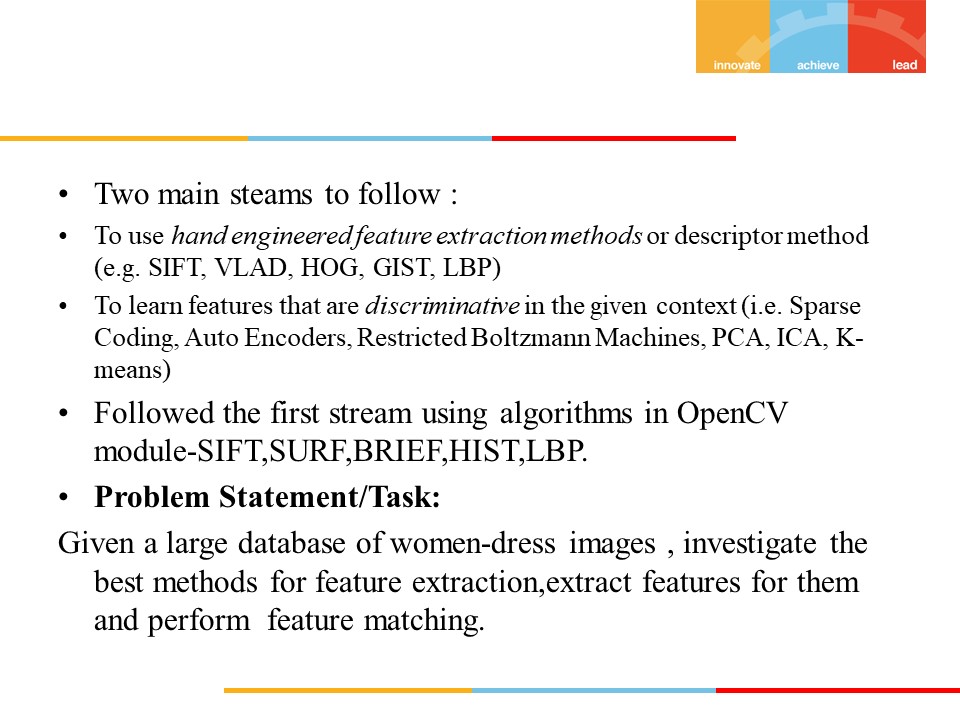 innovate achieve lead
• Two main steams to follow :
• To use hand engineered feature extraction methods or descriptor method
(e.g. SIFT, VLAD, HOG, GIST, LBP)
• To learn features that are discriminative in the given context (i.e. Sparse
Coding, Auto Encoders, Restricted Boltzmann Machines, PCA, ICA, K-
means)
• Followed the first stream using algorithms in OpenCV
module-SIFT,SURF,BRIEF,HIST,LBP.
• Problem Statement/Task:
Given a large database of women-dress images , investigate the
best methods for feature extraction,extract features for them
and perform feature matching.